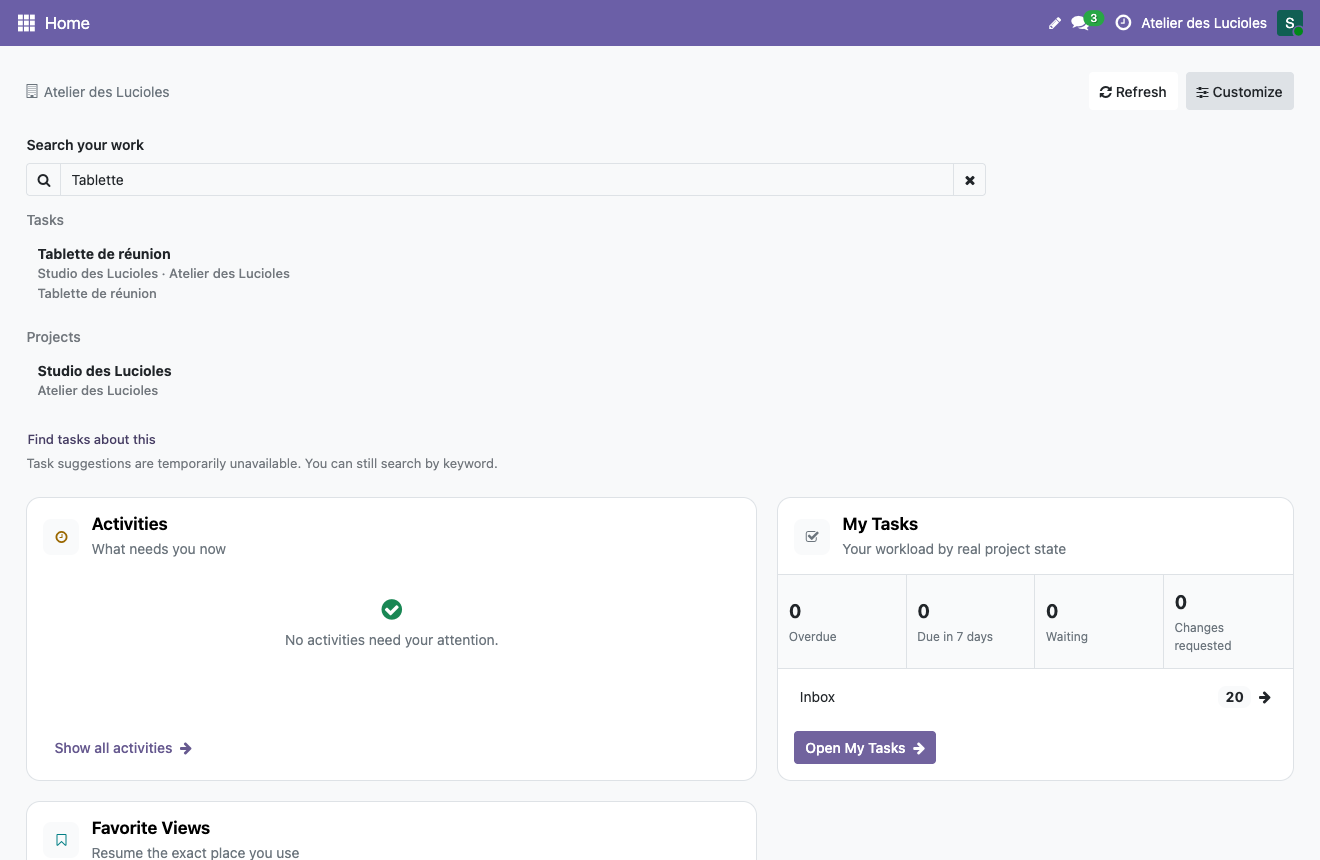 Home
3
Atelier des Lucioles
S
Atelier des Lucioles
Refresh
Customize
Search your work
Tablette
Tasks
Tablette de réunion
Studio des Lucioles · Atelier des Lucioles
Tablette de réunion
Projects
Studio des Lucioles
Atelier des Lucioles
Find tasks about this
Task suggestions are temporarily unavailable. You can still search by keyword.
Activities
What needs you now
No activities need your attention.
Show all activities
My Tasks
Your workload by real project state
0
Overdue
0
Due in 7 days
0
Waiting
0
Changes
requested
Inbox
20
Open My Tasks
Favorite Views
Resume the exact place you use